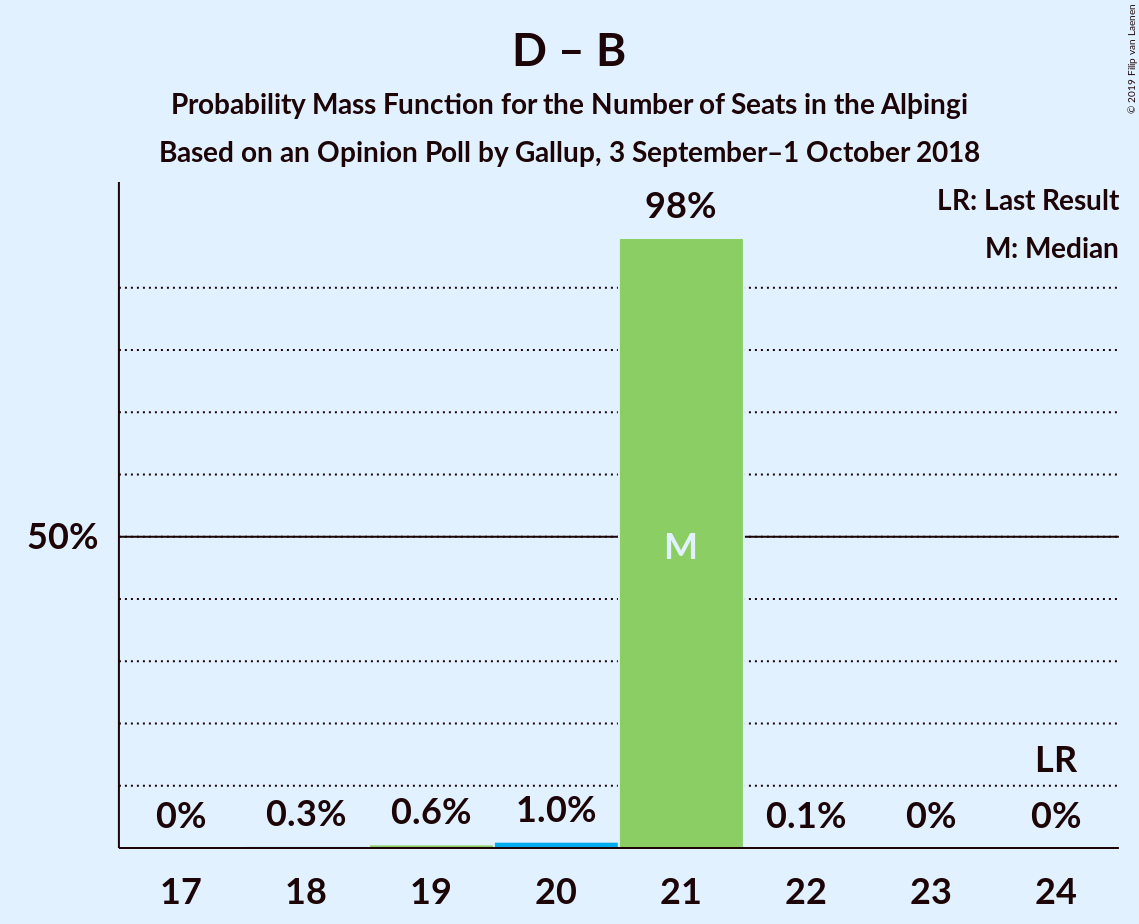 D – B
Probability Mass Function for the Number of Seats in the Alþingi
Based on an Opinion Poll by Gallup, 3 September–1 October 2018
© 2019 Filip van Laenen
LR: Last Result
M: Median
98%
50%
M
LR
0% 0.3% 0.6% 1.0% 0.1% 0% 0%
17 18 19 20 21 22 23 24